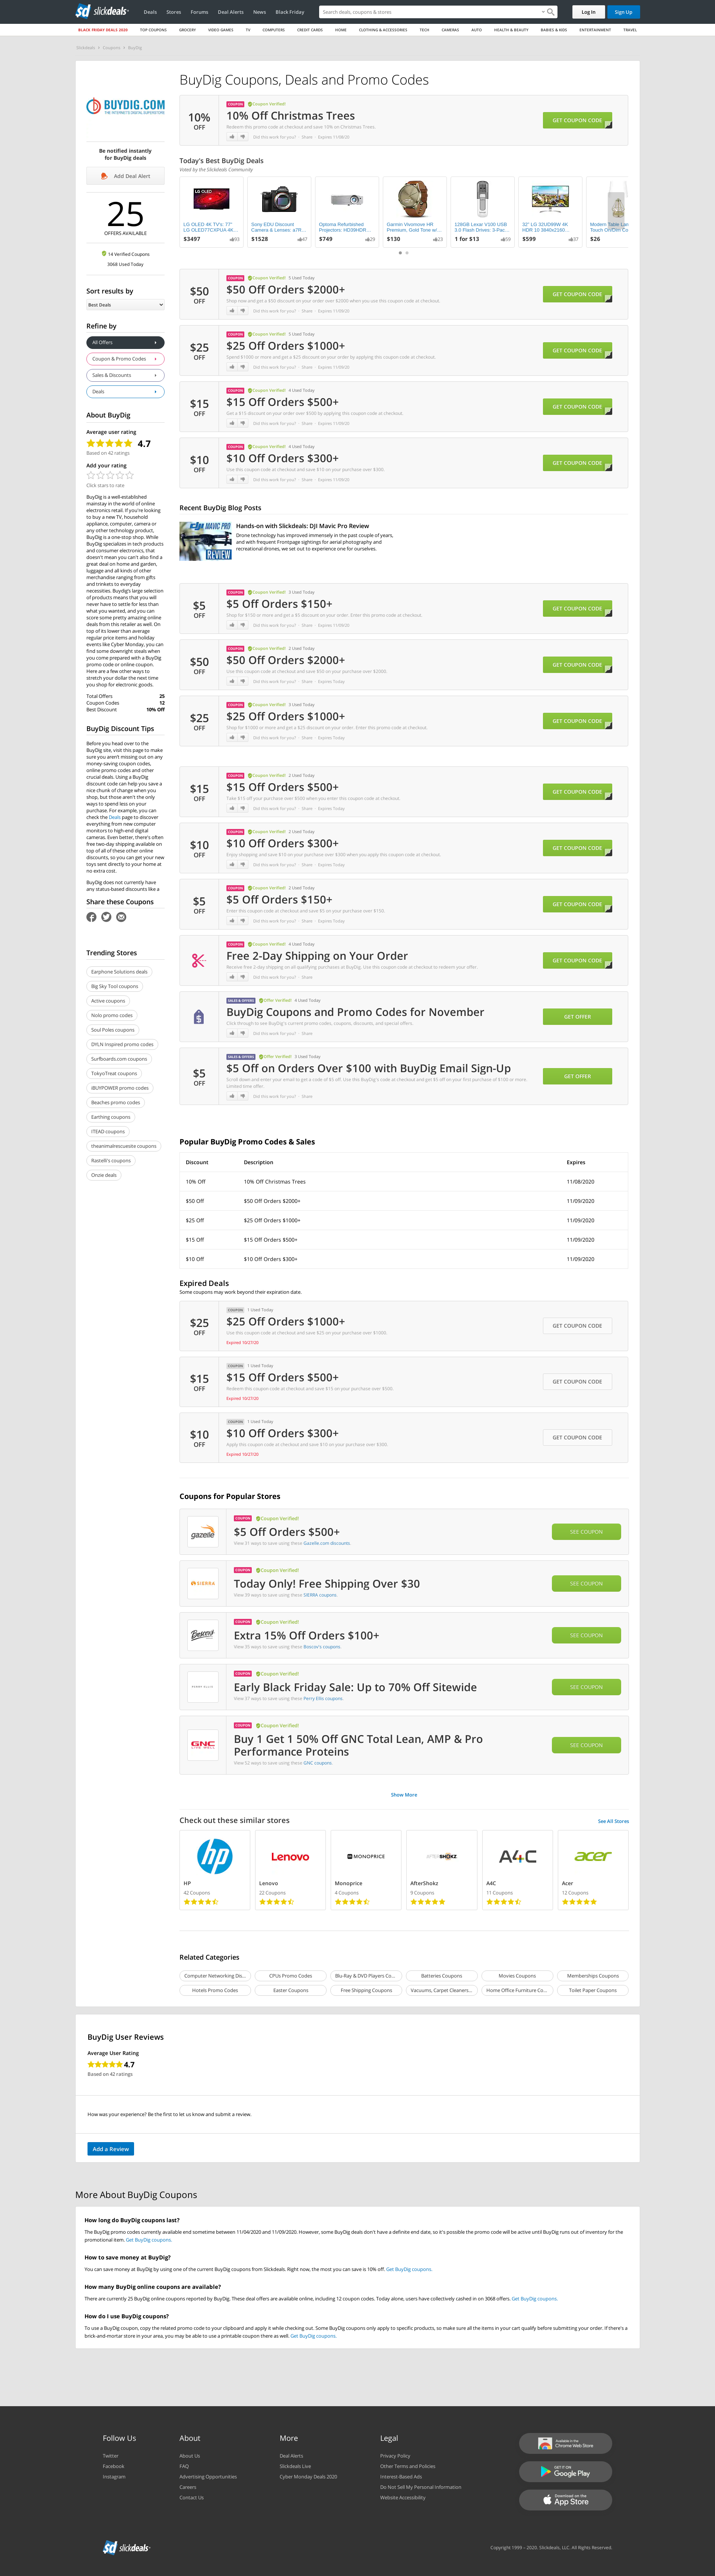 slickdeals
Deals
Stores
Forums
Deal Alerts
News
Black Friday
Search deals, coupons & stores
Log In
Sign Up
BLACK FRIDAY DEALS 2020
TOP COUPONS
GROCERY
VIDEO GAMES
TV
COMPUTERS
CREDIT CARDS
HOME
CLOTHING & ACCESSORIES
TECH
CAMERAS
AUTO
HEALTH & BEAUTY
BABIES & KIDS
ENTERTAINMENT
TRAVEL
Slickdeals > Coupons > BuyDig
BUYDIG.COM
Be notified instantly
for BuyDig deals
Add Deal Alert
25
OFFERS AVAILABLE
14 Verified Coupons
3068 Used Today
Sort results by
Best Deals
Refine by
All Offers
Coupon & Promo Codes
Sales & Discounts
Deals
About BuyDig
Average user rating
4.7
Based on 42 ratings
Add your rating
Click stars to rate
BuyDig is a well-established
mainstay in the world of online
electronics retail. If you're looking
to buy a new TV, household
appliance, computer, camera or
any other technology product,
BuyDig is a one-stop shop. While
BuyDig specializes in tech products
and consumer electronics, that
doesn't mean you can't also find a
great deal on home and garden,
luggage and all kinds of other
merchandise ranging from gifts
and trinkets to everyday
necessities. Buydig's large selection
of products means that you will
never have to settle for less than
what you wanted, and you can
score some pretty amazing online
deals from this retailer as well. On
top of its lower than average
regular price items and holiday
events like Cyber Monday, you can
find some downright steals when
you come prepared with a BuyDig
promo code or online coupon.
Here are a few other ways to
stretch your dollar the next time
you shop for electronic goods.
Total Offers 25
Coupon Codes 12
Best Discount 10% Off
BuyDig Discount Tips
Before you head over to the
BuyDig site, visit this page to make
sure you aren't missing out on any
money-saving coupon codes,
online promo codes and other
crucial deals. Using a BuyDig
discount code can help you save a
nice chunk of change when you
shop, but those aren't the only
ways to spend less on your
purchase. For example, you can
check the Deals page to discover
everything from new computer
monitors to high-end digital
cameras. Even better, there's often
free two-day shipping available on
top of all of these other online
discounts, so you can get your new
toys sent directly to your home at
no extra cost.
BuyDig does not currently have
any status-based discounts like a
Share these Coupons
Trending Stores
Earphone Solutions deals
Big Sky Tool coupons
Active coupons
Nolo promo codes
Soul Poles coupons
DYLN Inspired promo codes
Surfboards.com coupons
TokyoTreat coupons
iBUYPOWER promo codes
Beaches promo codes
Earthing coupons
ITEAD coupons
theanimalrescuesite coupons
Rastelli's coupons
Onzie deals
BuyDig Coupons, Deals and Promo Codes
10%
OFF
COUPON Coupon Verified!
10% Off Christmas Trees
Redeem this promo code at checkout and save 10% on Christmas Trees.
Did this work for you? · Share · Expires 11/08/20
GET COUPON CODE
Today's Best BuyDig Deals
Voted by the Slickdeals Community
LG OLED 4K TV's: 77"
LG OLED77CXPUA 4K...
$3497
93
Sony EDU Discount
Camera & Lenses: a7R...
$1528
47
Optoma Refurbished
Projectors: HD39HDR...
$749
29
Garmin Vivomove HR
Premium, Gold Tone w/...
$130
23
128GB Lexar V100 USB
3.0 Flash Drives: 3-Pac...
1 for $13
59
32" LG 32UD99W 4K
HDR 10 3840x2160...
$599
37
Modern Table Lam
Touch On/Off Con
$26
$50
OFF
COUPON Coupon Verified! 5 Used Today
$50 Off Orders $2000+
Shop now and get a $50 discount on your order over $2000 when you use this coupon code at checkout.
Did this work for you? · Share · Expires 11/09/20
GET COUPON CODE
$25
OFF
COUPON Coupon Verified! 5 Used Today
$25 Off Orders $1000+
Spend $1000 or more and get a $25 discount on your order by applying this coupon code at checkout.
Did this work for you? · Share · Expires 11/09/20
GET COUPON CODE
$15
OFF
COUPON Coupon Verified! 4 Used Today
$15 Off Orders $500+
Get a $15 discount on your order over $500 by applying this coupon code at checkout.
Did this work for you? · Share · Expires 11/09/20
GET COUPON CODE
$10
OFF
COUPON Coupon Verified! 4 Used Today
$10 Off Orders $300+
Use this coupon code at checkout and save $10 on your purchase over $300.
Did this work for you? · Share · Expires 11/09/20
GET COUPON CODE
Recent BuyDig Blog Posts
MAVIC PRO
REVIEW
Hands-on with Slickdeals: DJI Mavic Pro Review
Drone technology has improved immensely in the past couple of years,
and with frequent Frontpage sightings for aerial photography and
recreational drones, we set out to experience one for ourselves.
$5
OFF
COUPON Coupon Verified! 3 Used Today
$5 Off Orders $150+
Shop for $150 or more and get a $5 discount on your order. Enter this promo code at checkout.
Did this work for you? · Share · Expires 11/09/20
GET COUPON CODE
$50
OFF
COUPON Coupon Verified! 2 Used Today
$50 Off Orders $2000+
Use this coupon code at checkout and save $50 on your purchase over $2000.
Did this work for you? · Share · Expires Today
GET COUPON CODE
$25
OFF
COUPON Coupon Verified! 3 Used Today
$25 Off Orders $1000+
Shop for $1000 or more and get a $25 discount on your order. Enter this promo code at checkout.
Did this work for you? · Share · Expires Today
GET COUPON CODE
$15
OFF
COUPON Coupon Verified! 2 Used Today
$15 Off Orders $500+
Take $15 off your purchase over $500 when you enter this coupon code at checkout.
Did this work for you? · Share · Expires Today
GET COUPON CODE
$10
OFF
COUPON Coupon Verified! 2 Used Today
$10 Off Orders $300+
Enjoy shopping and save $10 on your purchase over $300 when you apply this coupon code at checkout.
Did this work for you? · Share · Expires Today
GET COUPON CODE
$5
OFF
COUPON Coupon Verified! 2 Used Today
$5 Off Orders $150+
Enter this coupon code at checkout and save $5 on your purchase over $150.
Did this work for you? · Share · Expires Today
GET COUPON CODE
COUPON Coupon Verified! 4 Used Today
Free 2-Day Shipping on Your Order
Receive free 2-day shipping on all qualifying purchases at BuyDig. Use this coupon code at checkout to redeem your offer.
Did this work for you? · Share
GET COUPON CODE
SALES & OFFERS Offer Verified! 4 Used Today
BuyDig Coupons and Promo Codes for November
Click through to see BuyDig's current promo codes, coupons, discounts, and special offers.
Did this work for you? · Share
GET OFFER
$5
OFF
SALES & OFFERS Offer Verified! 3 Used Today
$5 Off on Orders Over $100 with BuyDig Email Sign-Up
Scroll down and enter your email to get a code of $5 off. Use this BuyDig's code at checkout and get $5 off on your first purchase of $100 or more.
Limited time offer.
Did this work for you? · Share
GET OFFER
Popular BuyDig Promo Codes & Sales
Discount Description Expires
10% Off 10% Off Christmas Trees 11/08/2020
$50 Off $50 Off Orders $2000+ 11/09/2020
$25 Off $25 Off Orders $1000+ 11/09/2020
$15 Off $15 Off Orders $500+ 11/09/2020
$10 Off $10 Off Orders $300+ 11/09/2020
Expired Deals
Some coupons may work beyond their expiration date.
$25
OFF
COUPON 1 Used Today
$25 Off Orders $1000+
Use this coupon code at checkout and save $25 on your purchase over $1000.
Expired 10/27/20
GET COUPON CODE
$15
OFF
COUPON 1 Used Today
$15 Off Orders $500+
Redeem this coupon code at checkout and save $15 on your purchase over $500.
Expired 10/27/20
GET COUPON CODE
$10
OFF
COUPON 1 Used Today
$10 Off Orders $300+
Apply this coupon code at checkout and save $10 on your purchase over $300.
Expired 10/27/20
GET COUPON CODE
Coupons for Popular Stores
gazelle
COUPON Coupon Verified!
$5 Off Orders $500+
View 31 ways to save using these Gazelle.com discounts.
SEE COUPON
SIERRA
COUPON Coupon Verified!
Today Only! Free Shipping Over $30
View 39 ways to save using these SIERRA coupons.
SEE COUPON
Boscov's
COUPON Coupon Verified!
Extra 15% Off Orders $100+
View 35 ways to save using these Boscov's coupons.
SEE COUPON
PERRY ELLIS
COUPON Coupon Verified!
Early Black Friday Sale: Up to 70% Off Sitewide
View 37 ways to save using these Perry Ellis coupons.
SEE COUPON
GNC
LIVE WELL
COUPON Coupon Verified!
Buy 1 Get 1 50% Off GNC Total Lean, AMP & Pro
Performance Proteins
View 52 ways to save using these GNC coupons.
SEE COUPON
Show More
Check out these similar stores
See All Stores
hp
HP
42 Coupons
Lenovo
Lenovo
22 Coupons
MONOPRICE
Monoprice
4 Coupons
AFTERSHOKZ
AfterShokz
9 Coupons
A4C
A4C
11 Coupons
acer
Acer
12 Coupons
Related Categories
Computer Networking Dis...
CPUs Promo Codes
Blu-Ray & DVD Players Co...
Batteries Coupons
Movies Coupons
Memberships Coupons
Hotels Promo Codes
Easter Coupons
Free Shipping Coupons
Vacuums, Carpet Cleaners...
Home Office Furniture Co...
Toilet Paper Coupons
BuyDig User Reviews
Average User Rating
4.7
Based on 42 ratings
How was your experience? Be the first to let us know and submit a review.
Add a Review
More About BuyDig Coupons
How long do BuyDig coupons last?
The BuyDig promo codes currently available end sometime between 11/04/2020 and 11/09/2020. However, some BuyDig deals don't have a definite end date, so it's possible the promo code will be active until BuyDig runs out of inventory for the
promotional item. Get BuyDig coupons.
How to save money at BuyDig?
You can save money at BuyDig by using one of the current BuyDig coupons from Slickdeals. Right now, the most you can save is 10% off. Get BuyDig coupons.
How many BuyDig online coupons are available?
There are currently 25 BuyDig online coupons reported by BuyDig. These deal offers are available online, including 12 coupon codes. Today alone, users have collectively cashed in on 3068 offers. Get BuyDig coupons.
How do I use BuyDig coupons?
To use a BuyDig coupon, copy the related promo code to your clipboard and apply it while checking out. Some BuyDig coupons only apply to specific products, so make sure all the items in your cart qualify before submitting your order. If there's a
brick-and-mortar store in your area, you may be able to use a printable coupon there as well. Get BuyDig coupons.
Follow Us
Twitter
Facebook
Instagram
About
About Us
FAQ
Advertising Opportunities
Careers
Contact Us
More
Deal Alerts
Slickdeals Live
Cyber Monday Deals 2020
Legal
Privacy Policy
Other Terms and Policies
Interest-Based Ads
Do Not Sell My Personal Information
Website Accessibility
Available in the
Chrome Web Store
GET IT ON
Google Play
Download on the
App Store
slickdeals
Copyright 1999 - 2020. Slickdeals, LLC. All Rights Reserved.